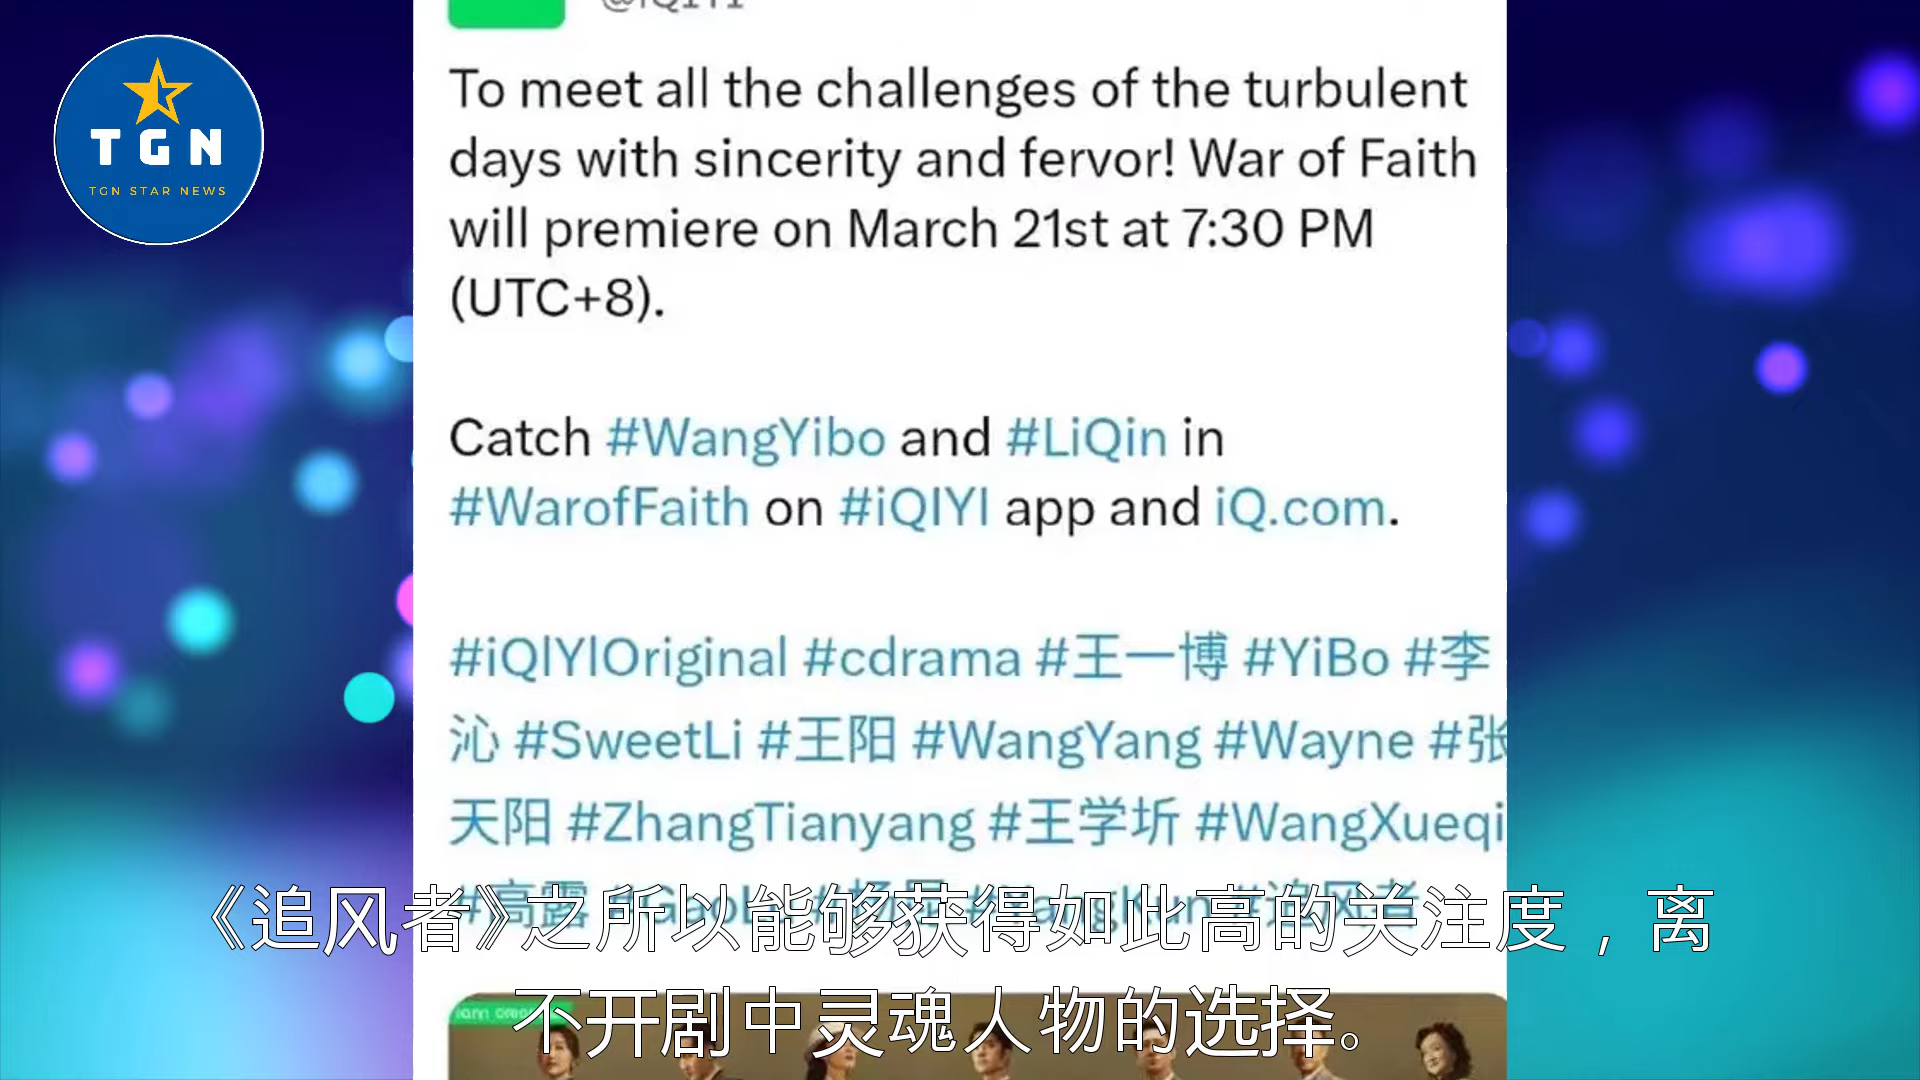 @iQIYI
TGN
TGN STAR NEWS
To meet all the challenges of the turbulent
days with sincerity and fervor! War of Faith
will premiere on March 21st at 7:30 PM
(UTC+8).
Catch #WangYibo and #LiQin in
#WarofFaith on #iQIYI app and iQ.com.
#iQIYIOriginal #cdrama #王一博 #YiBo #李
沁 #SweetLi #王阳 #WangYang #Wayne #张
天阳 #ZhangTianyang #王学圻 #WangXueqi
#高露
《追风者》之所以能够获得如此高的关注度，离
不开剧中灵魂人物的选择。